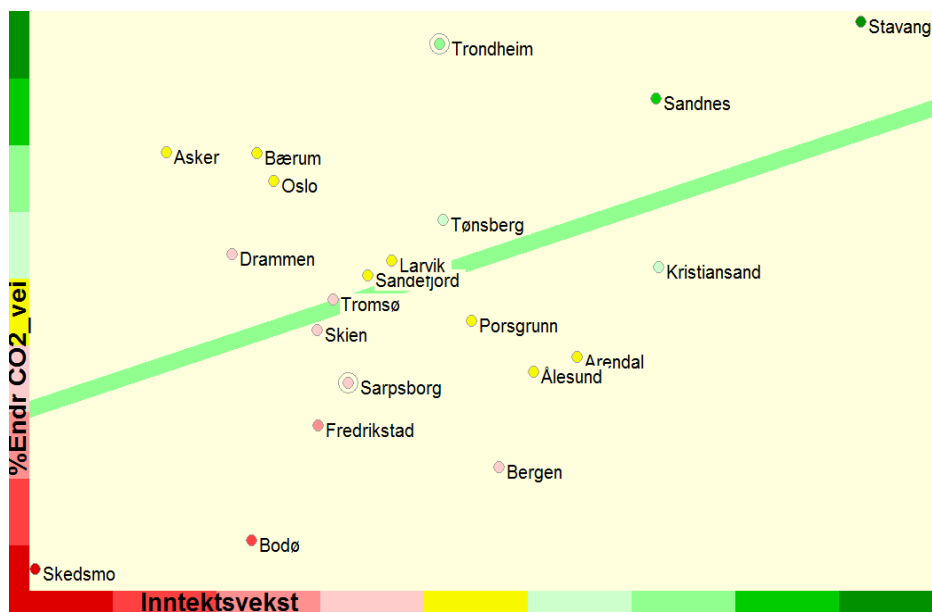 Stavang
Trondheim
Sandnes
Asker
Bærum
Oslo
Tønsberg
Drammen
Larvik
Kristiansand
Sandefjord
Tromsø
Porsgrunn
Skien
Arendal
Ålesund
Sarpsborg
Fredrikstad
Bergen
Bodø
Skedsmo
%Endr CO2_vei
Inntektsvekst